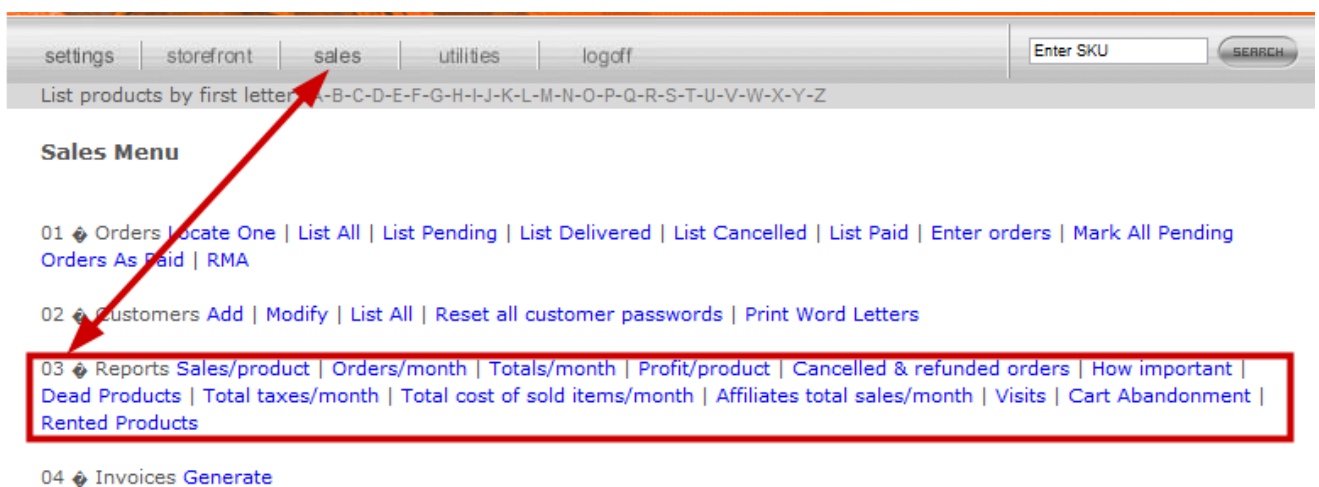 settings storefront sales utilities logoff Enter SKU SEARCH
List products by first letter A-B-C-D-E-F-G-H-I-J-K-L-M-N-O-P-Q-R-S-T-U-V-W-X-Y-Z
Sales Menu
01 � Orders Locate One | List All | List Pending | List Delivered | List Cancelled | List Paid | Enter orders | Mark All Pending
Orders As Paid | RMA
02 � Customers Add | Modify | List All | Reset all customer passwords | Print Word Letters
03 � Reports Sales/product | Orders/month | Totals/month | Profit/product | Cancelled & refunded orders | How important |
Dead Products | Total taxes/month | Total cost of sold items/month | Affiliates total sales/month | Visits | Cart Abandonment |
Rented Products
04 � Invoices Generate